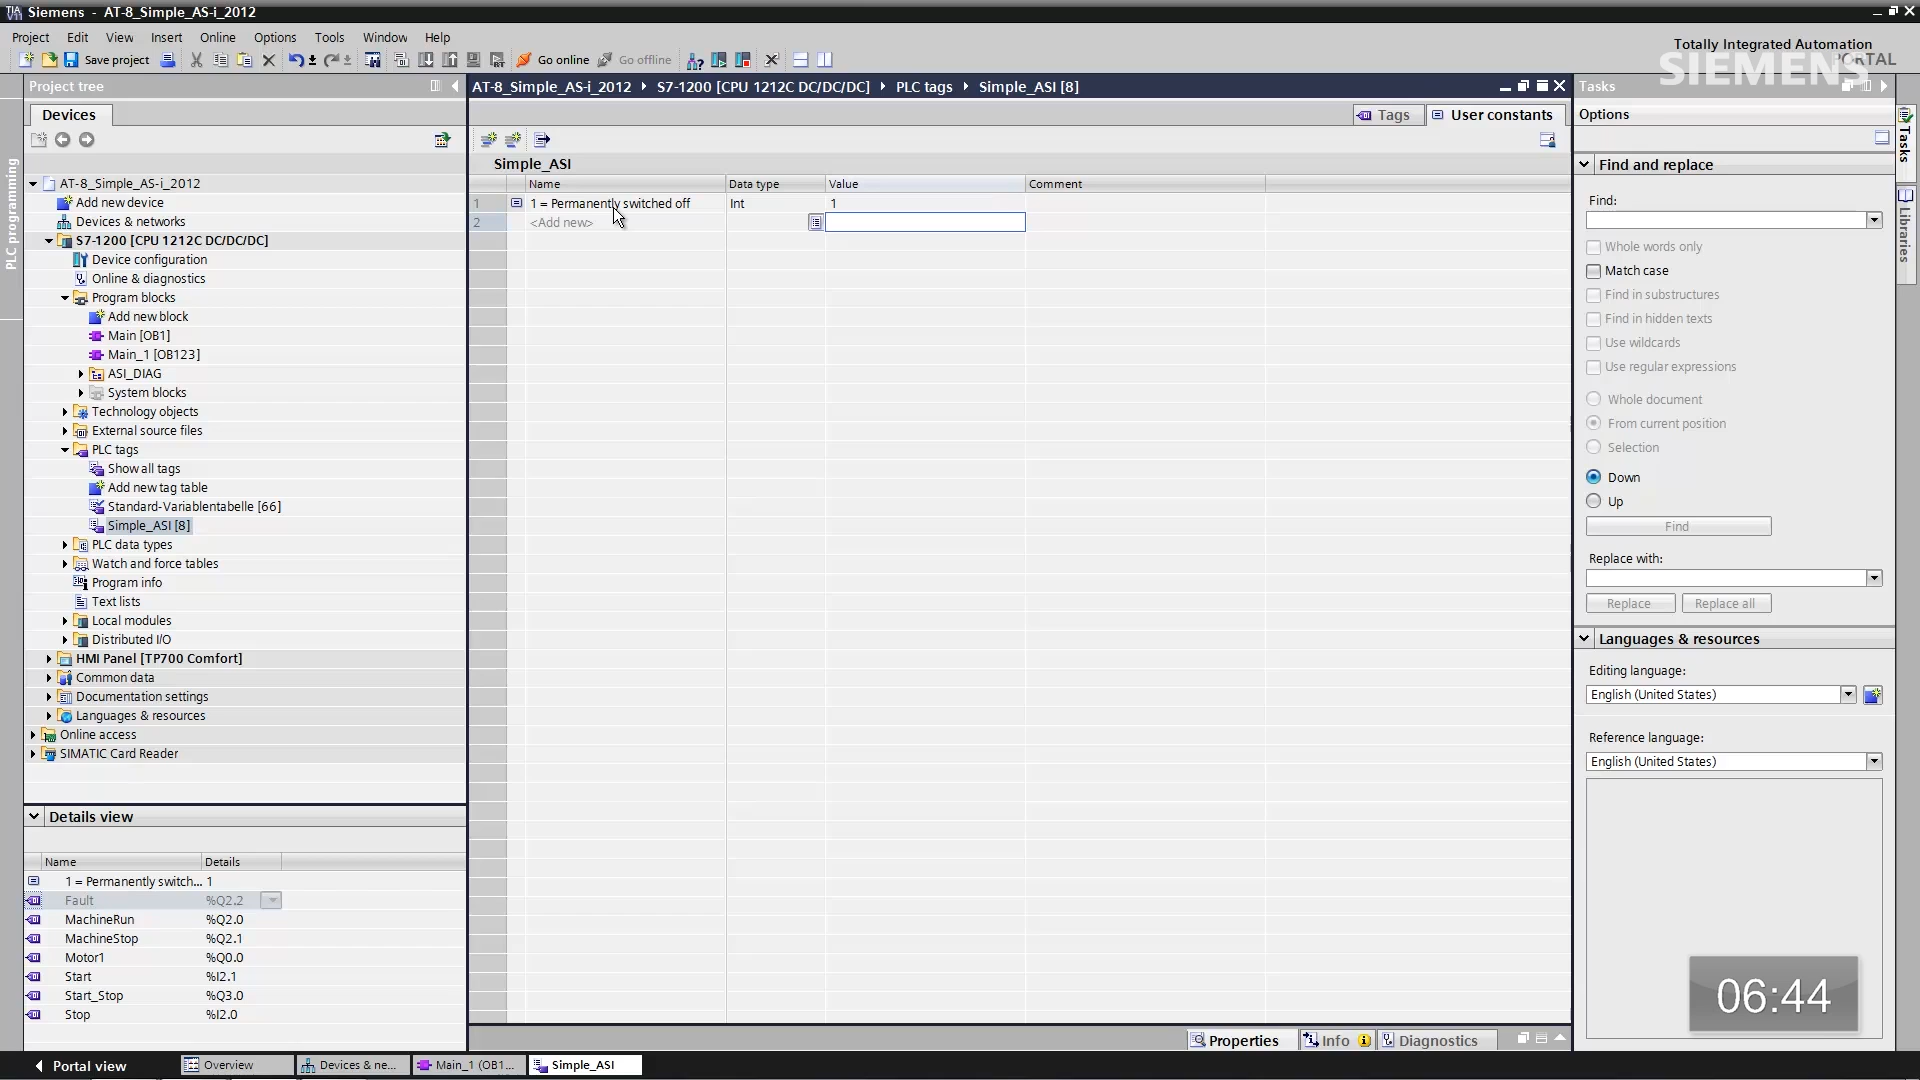 Siemens - AT-8_Simple_AS-i_2012
Project Edit View Insert Online Options Tools Window Help
Totally Integrated Automation
PORTAL
SIEMENS
Save project Go online Go offline
Project tree
AT-8_Simple_AS-i_2012 S7-1200 [CPU 1212C DC/DC/DC] PLC tags Simple_ASI [8]
Tasks
Devices
Tags User constants
Options
PLC programming
Tasks
Libraries
Simple_ASI
Name Data type Value Comment
1 1 = Permanently switched off Int 1
2 <Add new>
AT-8_Simple_AS-i_2012
Add new device
Devices & networks
S7-1200 [CPU 1212C DC/DC/DC]
Device configuration
Online & diagnostics
Program blocks
Add new block
Main [OB1]
Main_1 [OB123]
ASI_DIAG
System blocks
Technology objects
External source files
PLC tags
Show all tags
Add new tag table
Standard-Variablentabelle [66]
Simple_ASI [8]
PLC data types
Watch and force tables
Program info
Text lists
Local modules
Distributed I/O
HMI Panel [TP700 Comfort]
Common data
Documentation settings
Languages & resources
Online access
SIMATIC Card Reader
Details view
Name Details
1 = Permanently switch... 1
Fault %Q2.2
MachineRun %Q2.0
MachineStop %Q2.1
Motor1 %Q0.0
Start %I2.1
Start_Stop %Q3.0
Stop %I2.0
Find and replace
Find:
Whole words only
Match case
Find in substructures
Find in hidden texts
Use wildcards
Use regular expressions
Whole document
From current position
Selection
Down
Up
Find
Replace with:
Replace Replace all
Languages & resources
Editing language:
English (United States)
Reference language:
English (United States)
06:44
Properties Info Diagnostics
Portal view Overview Devices & ne... Main_1 (OB1... Simple_ASI